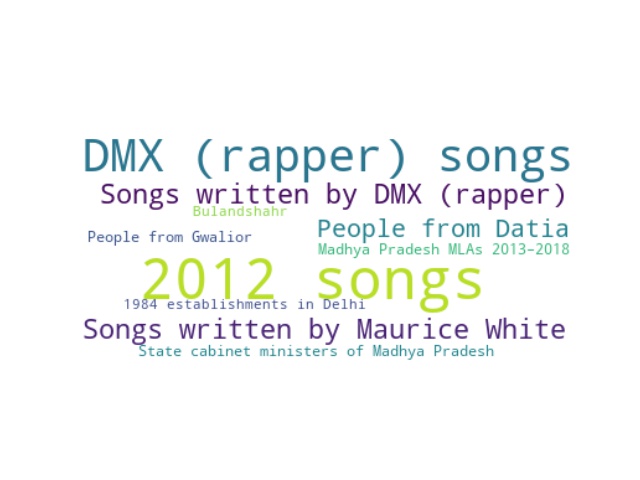 DMX (rapper) songs
Songs written by DMX (rapper)
Bulandshahr
People from Datia
People from Gwalior
Madhya Pradesh MLAs 2013–2018
2012 songs
1984 establishments in Delhi
Songs written by Maurice White
State cabinet ministers of Madhya Pradesh